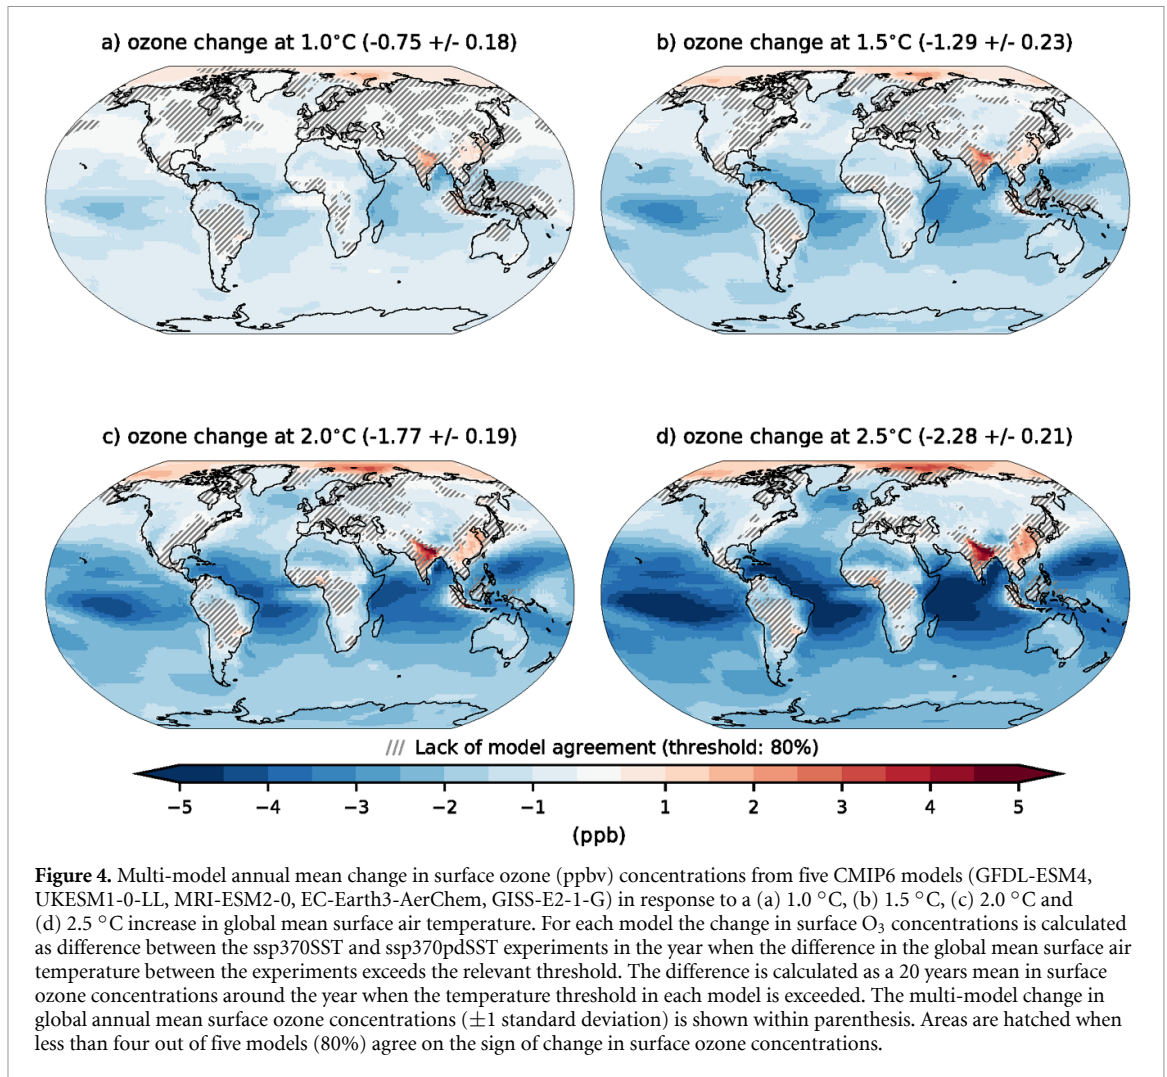 a) ozone change at 1.0°C (-0.75 +/- 0.18)
b) ozone change at 1.5°C (-1.29 +/- 0.23)
c) ozone change at 2.0°C (-1.77 +/- 0.19)
d) ozone change at 2.5°C (-2.28 +/- 0.21)
/// Lack of model agreement (threshold: 80%)
−5 −4 −3 −2 −1 1 2 3 4 5
(ppb)
Figure 4. Multi-model annual mean change in surface ozone (ppbv) concentrations from five CMIP6 models (GFDL-ESM4,
UKESM1-0-LL, MRI-ESM2-0, EC-Earth3-AerChem, GISS-E2-1-G) in response to a (a) 1.0 °C, (b) 1.5 °C, (c) 2.0 °C and
(d) 2.5 °C increase in global mean surface air temperature. For each model the change in surface O₃ concentrations is calculated
as difference between the ssp370SST and ssp370pdSST experiments in the year when the difference in the global mean surface air
temperature between the experiments exceeds the relevant threshold. The difference is calculated as a 20 years mean in surface
ozone concentrations around the year when the temperature threshold in each model is exceeded. The multi-model change in
global annual mean surface ozone concentrations (±1 standard deviation) is shown within parenthesis. Areas are hatched when
less than four out of five models (80%) agree on the sign of change in surface ozone concentrations.